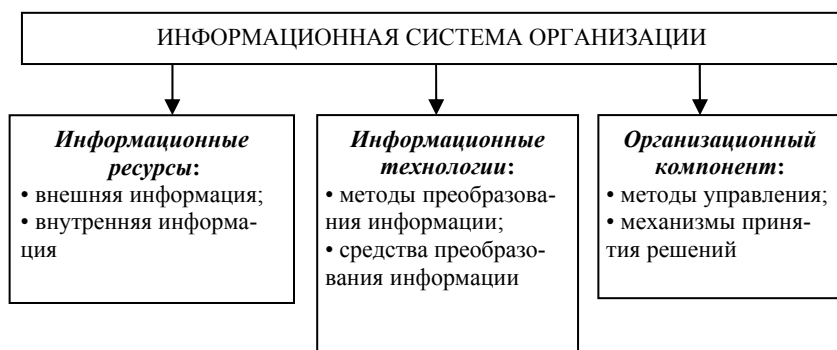 ИНФОРМАЦИОННАЯ СИСТЕМА ОРГАНИЗАЦИИ
Информационные
ресурсы:
• внешняя информация;
• внутренняя информа-
ция
Информационные
технологии:
• методы преобразова-
ния информации;
• средства преобразо-
вания информации
Организационный
компонент:
• методы управления;
• механизмы приня-
тия решений